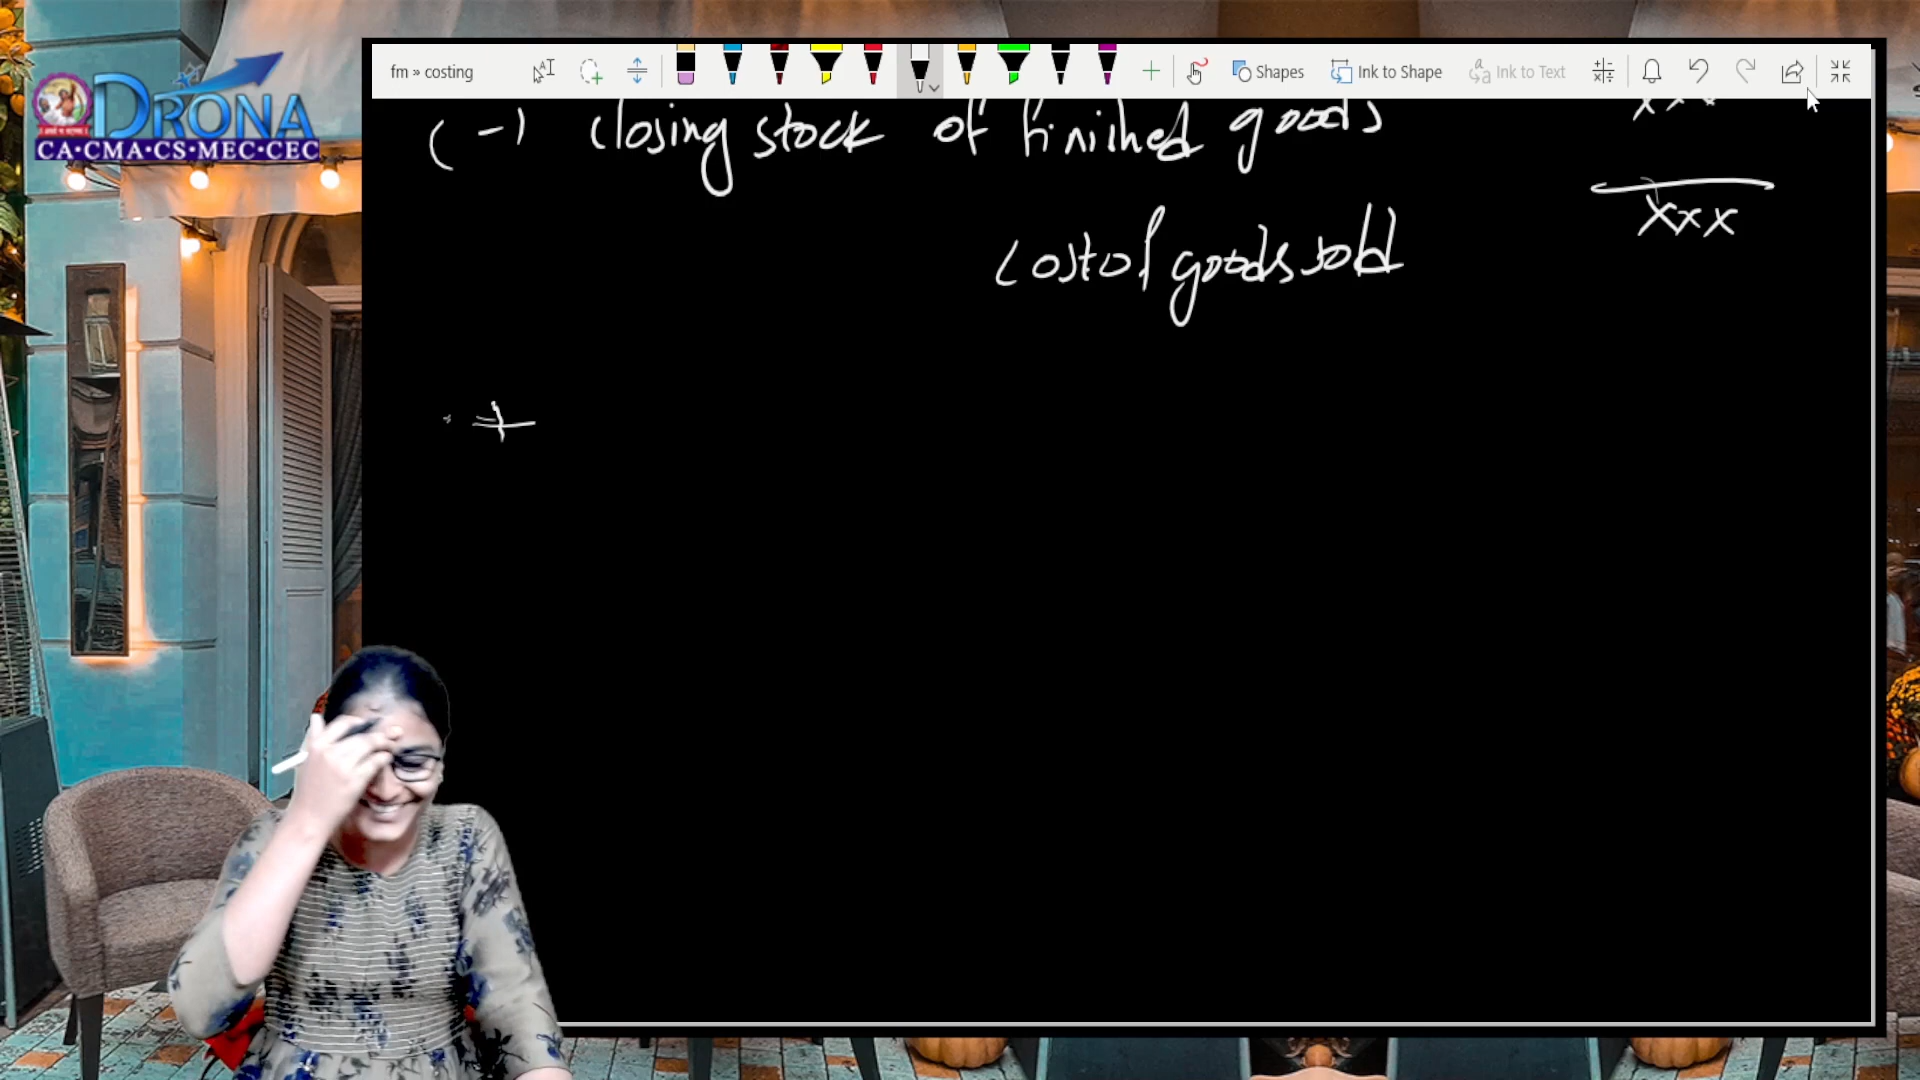 DRONA
CA•CMA•CS•MEC•CEC
fm » costing
Shapes
Ink to Shape
Ink to Text
xxx
(-) closing stock of finished goods
xxx
cost of goods sold
+